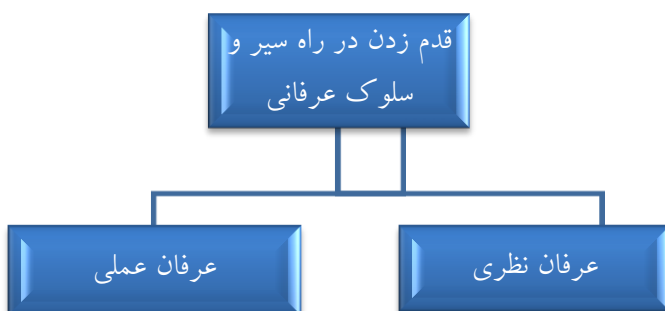 قدم زدن در راه سیر و
سلوک عرفانی
عرفان نظری
عرفان عملی